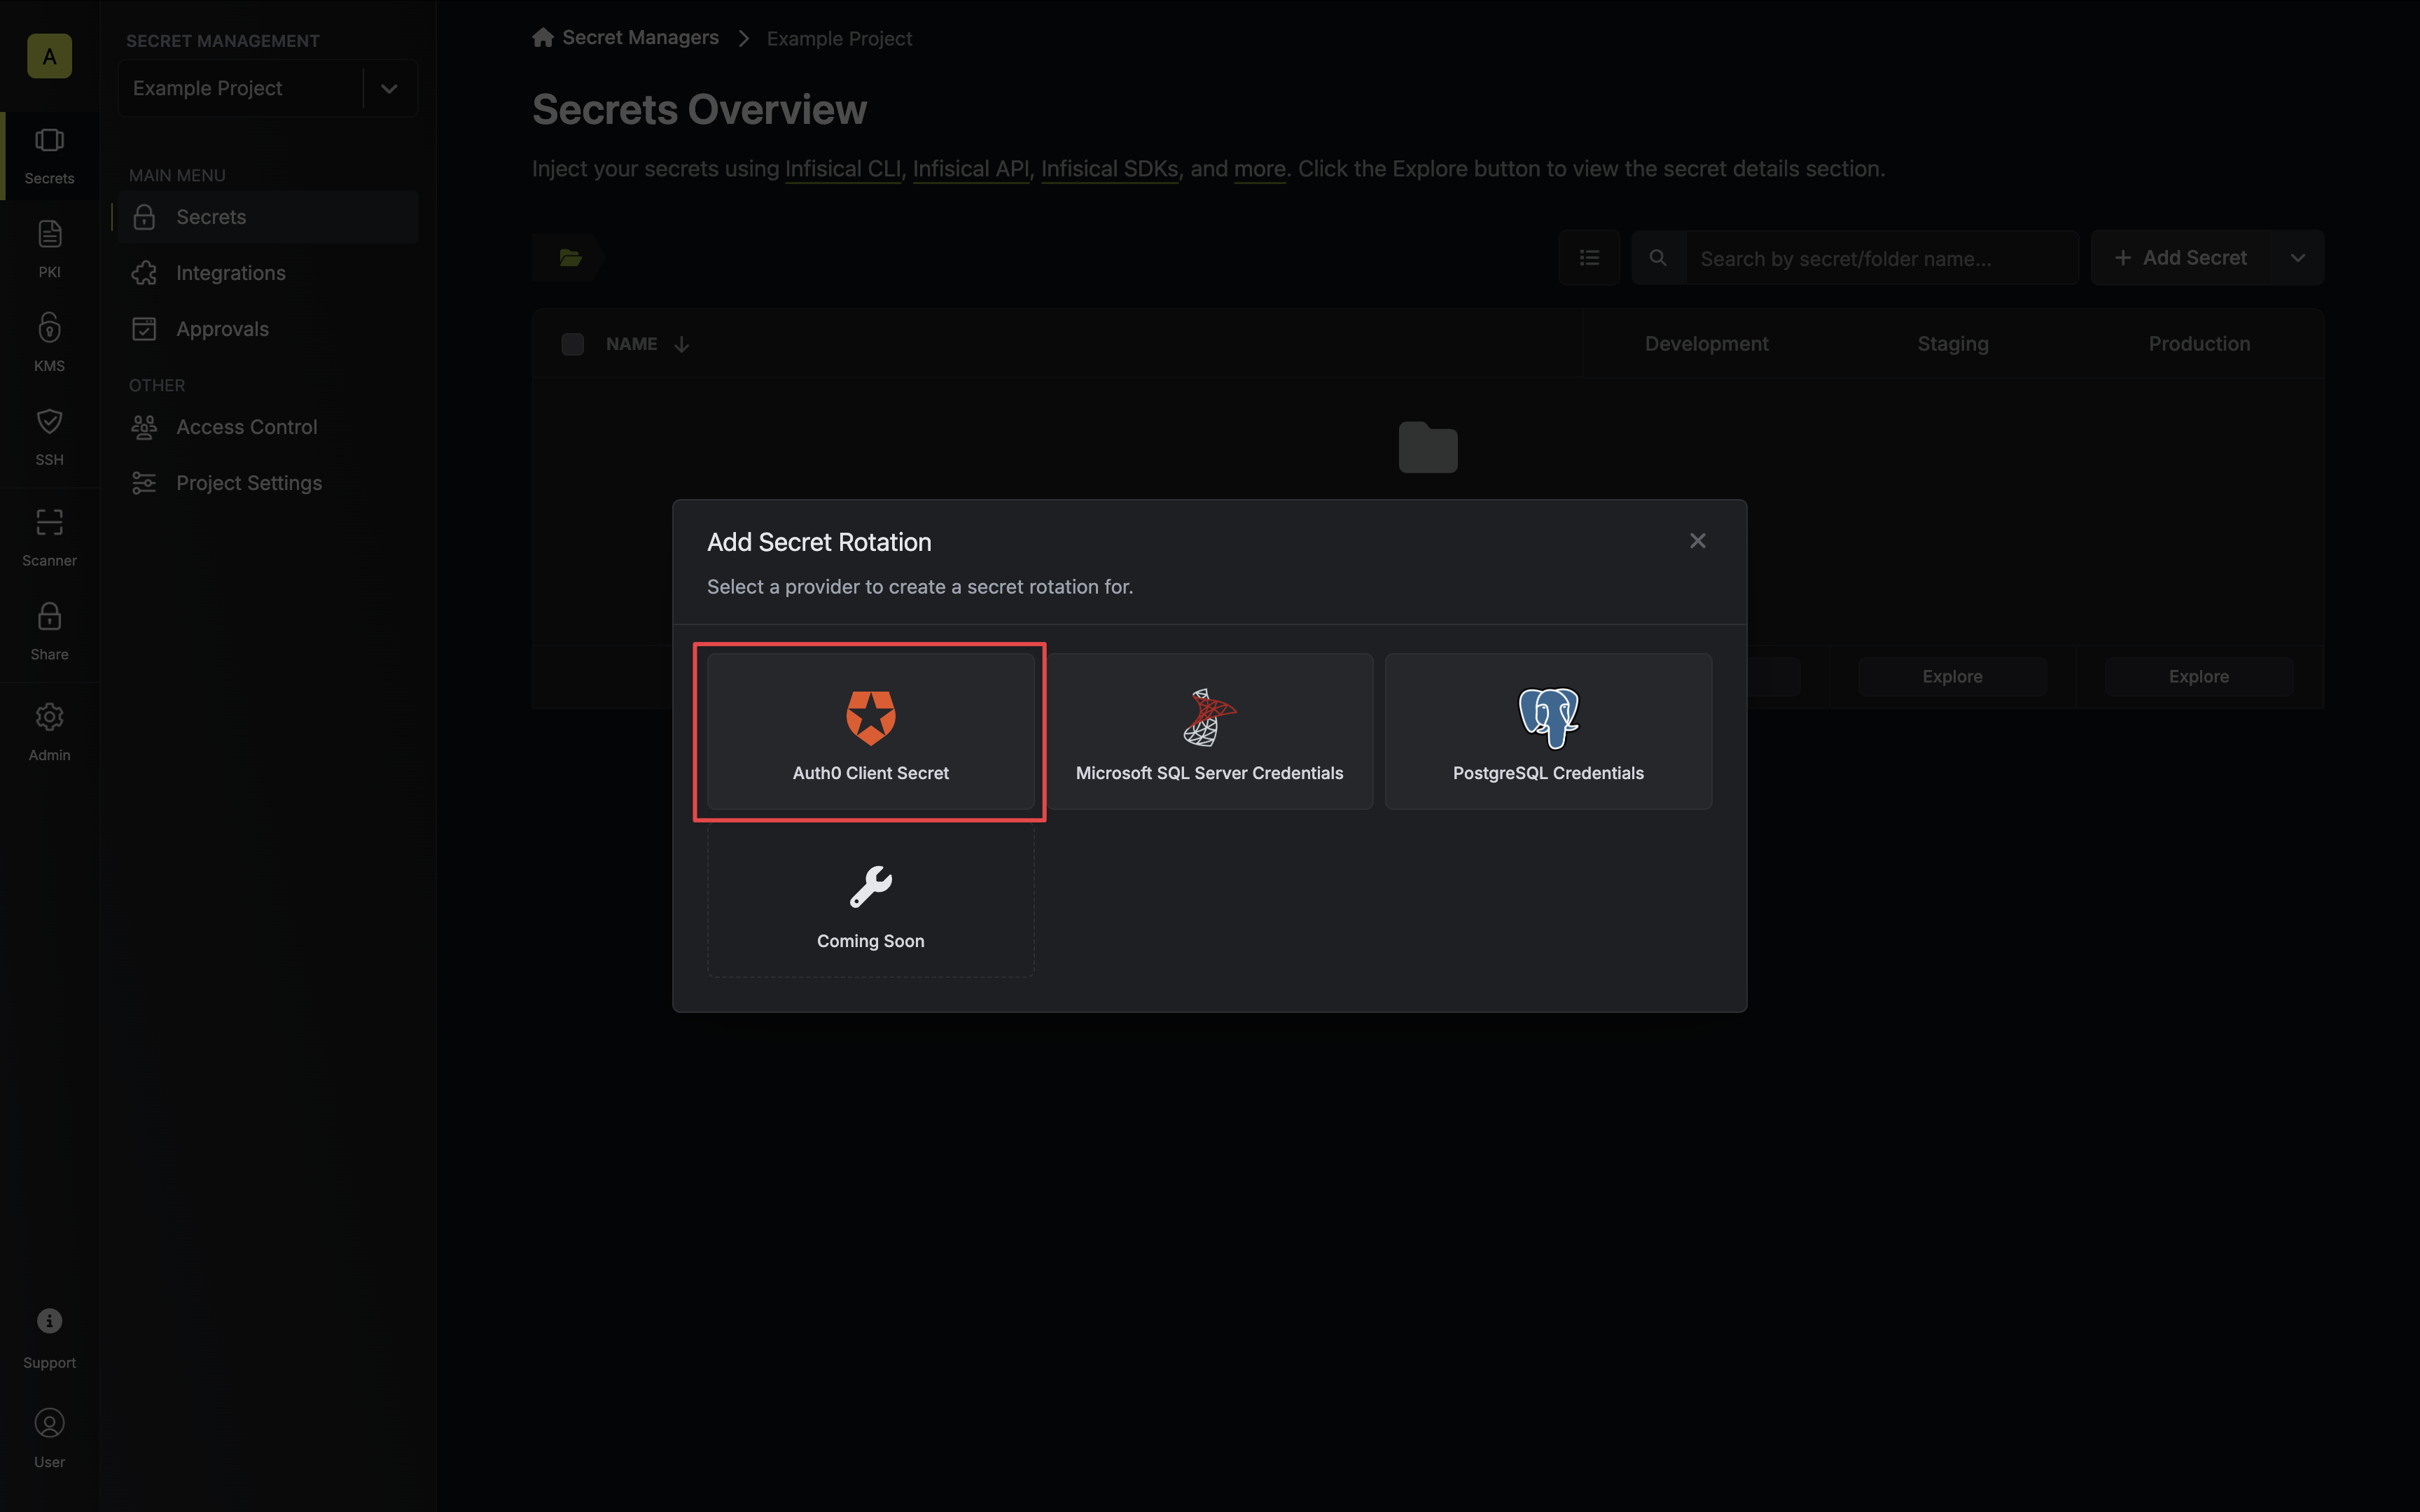 A
Secrets
PKI
KMS
SSH
Scanner
Share
Admin
Support
User
SECRET MANAGEMENT
Example Project
MAIN MENU
Secrets
Integrations
Approvals
OTHER
Access Control
Project Settings
Secret Managers
Example Project
Secrets Overview
Inject your secrets using Infisical CLI, Infisical API, Infisical SDKs, and more. Click the Explore button to view the secret details section.
Search by secret/folder name...
Add Secret
NAME
Development
Staging
Production
Add Secret Rotation
Select a provider to create a secret rotation for.
Auth0 Client Secret
Microsoft SQL Server Credentials
PostgreSQL Credentials
Explore
Explore
Coming Soon